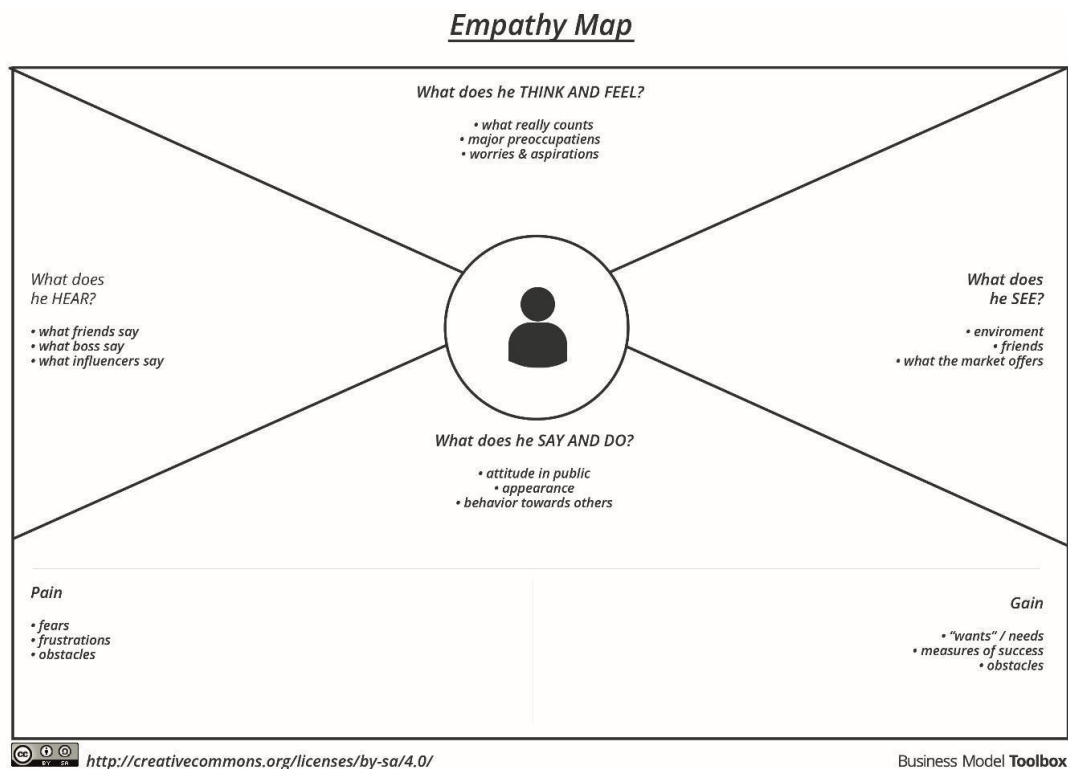 Empathy Map
What does he THINK AND FEEL?
• what really counts
• major preoccupatiens
• worries & aspirations
What does
he HEAR?
• what friends say
• what boss say
• what influencers say
What does
he SEE?
• enviroment
• friends
• what the market offers
What does he SAY AND DO?
• attitude in public
• appearance
• behavior towards others
Pain
• fears
• frustrations
• obstacles
Gain
• “wants” / needs
• measures of success
• obstacles
cc BY SA
http://creativecommons.org/licenses/by-sa/4.0/
Business Model Toolbox